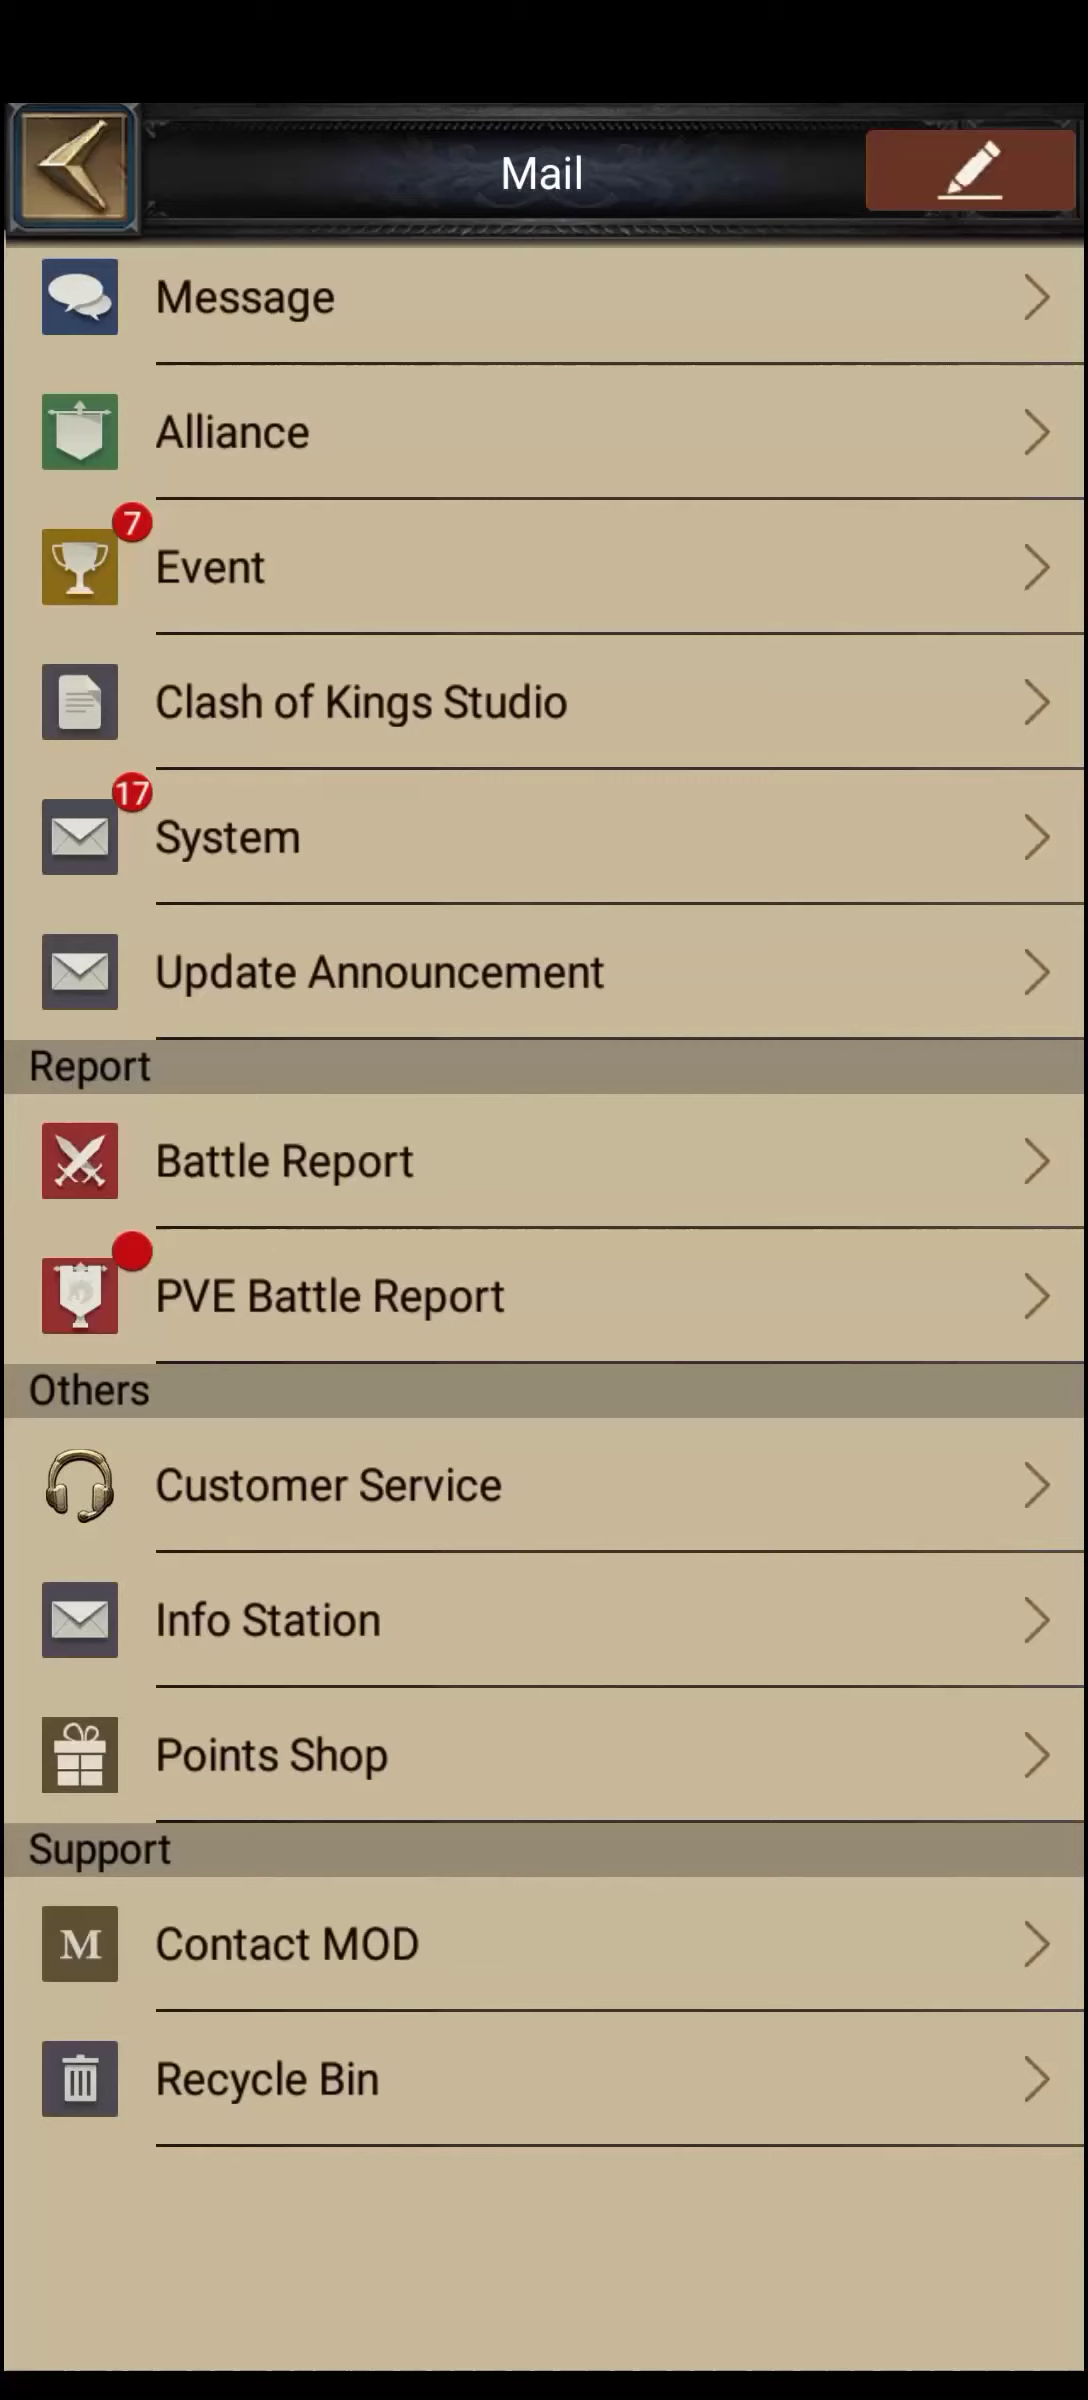 Mail
Message
Alliance
7
Event
Clash of Kings Studio
17
System
Update Announcement
Report
Battle Report
PVE Battle Report
Others
Customer Service
Info Station
Points Shop
Support
M
Contact MOD
Recycle Bin